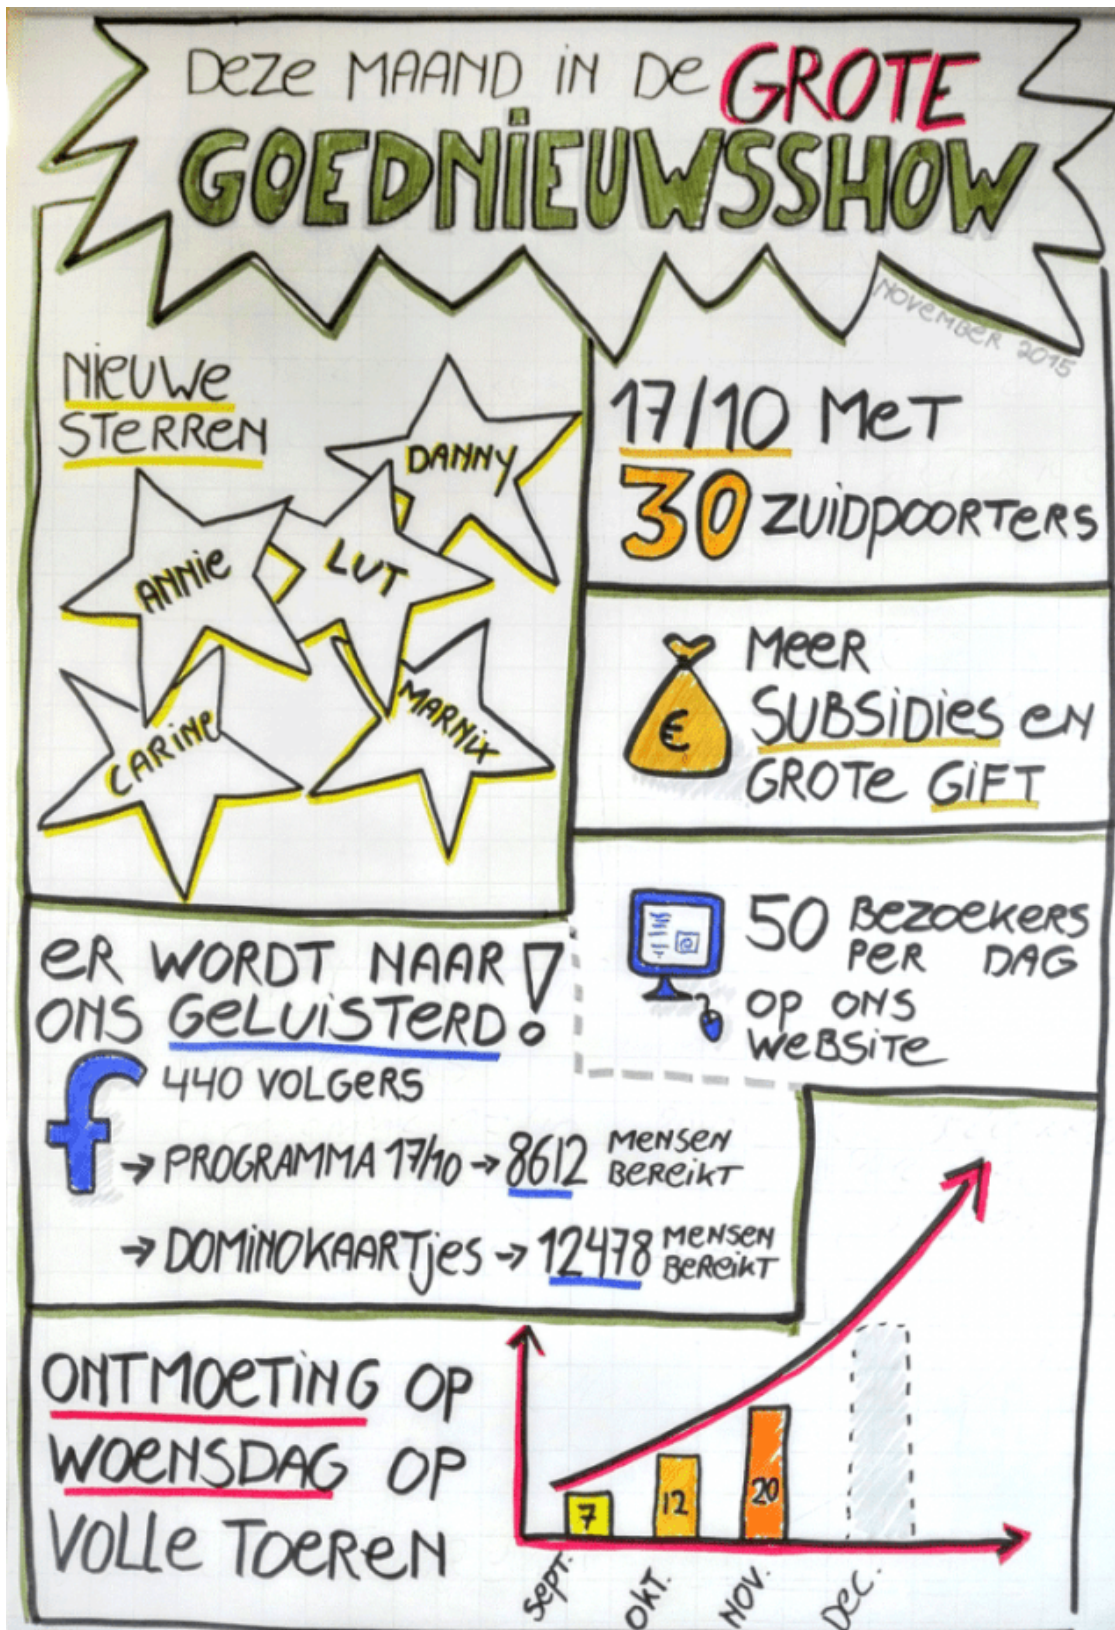 Deze MAAND iN De GROTE
GOEDNiEUWSSHOW
NOVEMBER 2015
NiEUWe
STERREN
DANNY
ANNie
LUT
CARiNe
MARNix
17/10 MeT
30 ZUiDPOORTeRS
MeeR
SUBSiDies eN
GROTe GiFT
€
50 BEZOEKERS
PER DAG
OP ONS
WeBSiTe
e
eR WORDT NAAR
ONS GeLUiSTERD!
f
440 VOLGeRS
→ PROGRAMMA 17/10 → 8612 MENSEN
BEREiKT
→ DOMiNOKAARTjes → 12478 MENSEN
BEReiKT
ONTMOeTiNG OP
WOeNSDAG OP
VOLLe TOEREN
7
12
20
sept.
OKT.
NOV.
Dec.